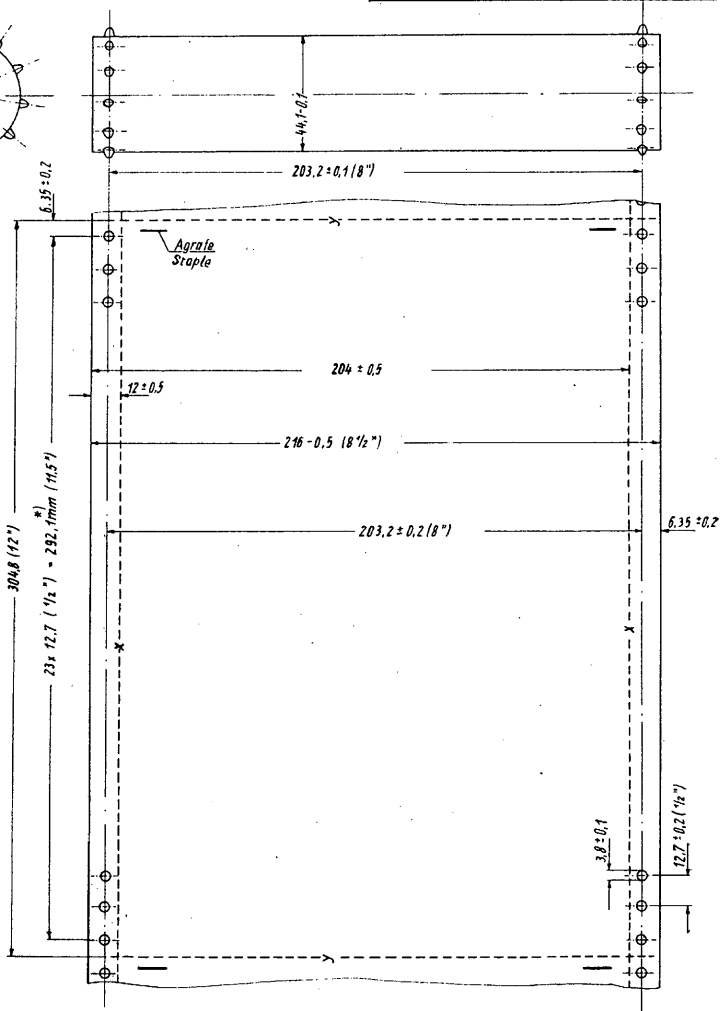 44,1-0,1
203,2 ± 0,1 (8")
6,35 ± 0,2
y
Agrafe
Staple
204 ± 0,5
12 ± 0,5
216 - 0,5 (8 1/2")
203,2 ± 0,2 (8")
6,35 ± 0,2
304,8 (12")
23 x 12,7 (1/2") = 292,1mm (11,5")
*)
x
x
3,8 ± 0,1
12,7 ± 0,2 (1/2")
y